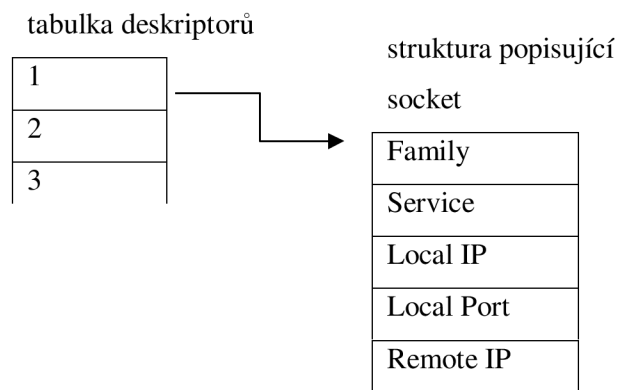 tabulka deskriptorů
1
2
3
struktura popisující
socket
Family
Service
Local IP
Local Port
Remote IP